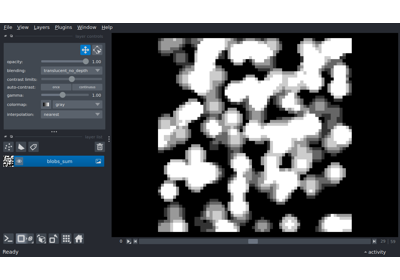 File View Layers Plugins Window Help
opacity: 1.00
blending: translucent_no_depth
contrast limits:
auto-contrast: once continuous
gamma: 1.00
colormap: gray
interpolation: nearest
blobs_sum
Ready
activity